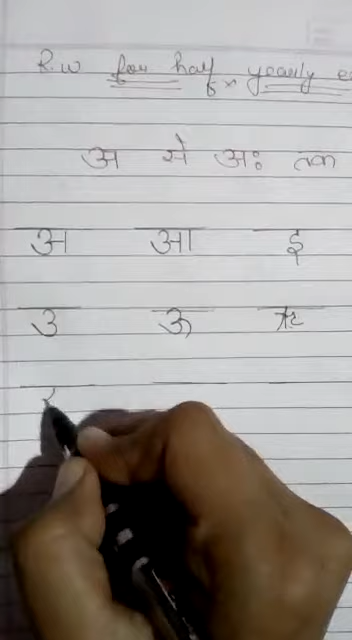 R.W for half yearly
अ से अः तक
अ आ इ
उ ऊ ऋ